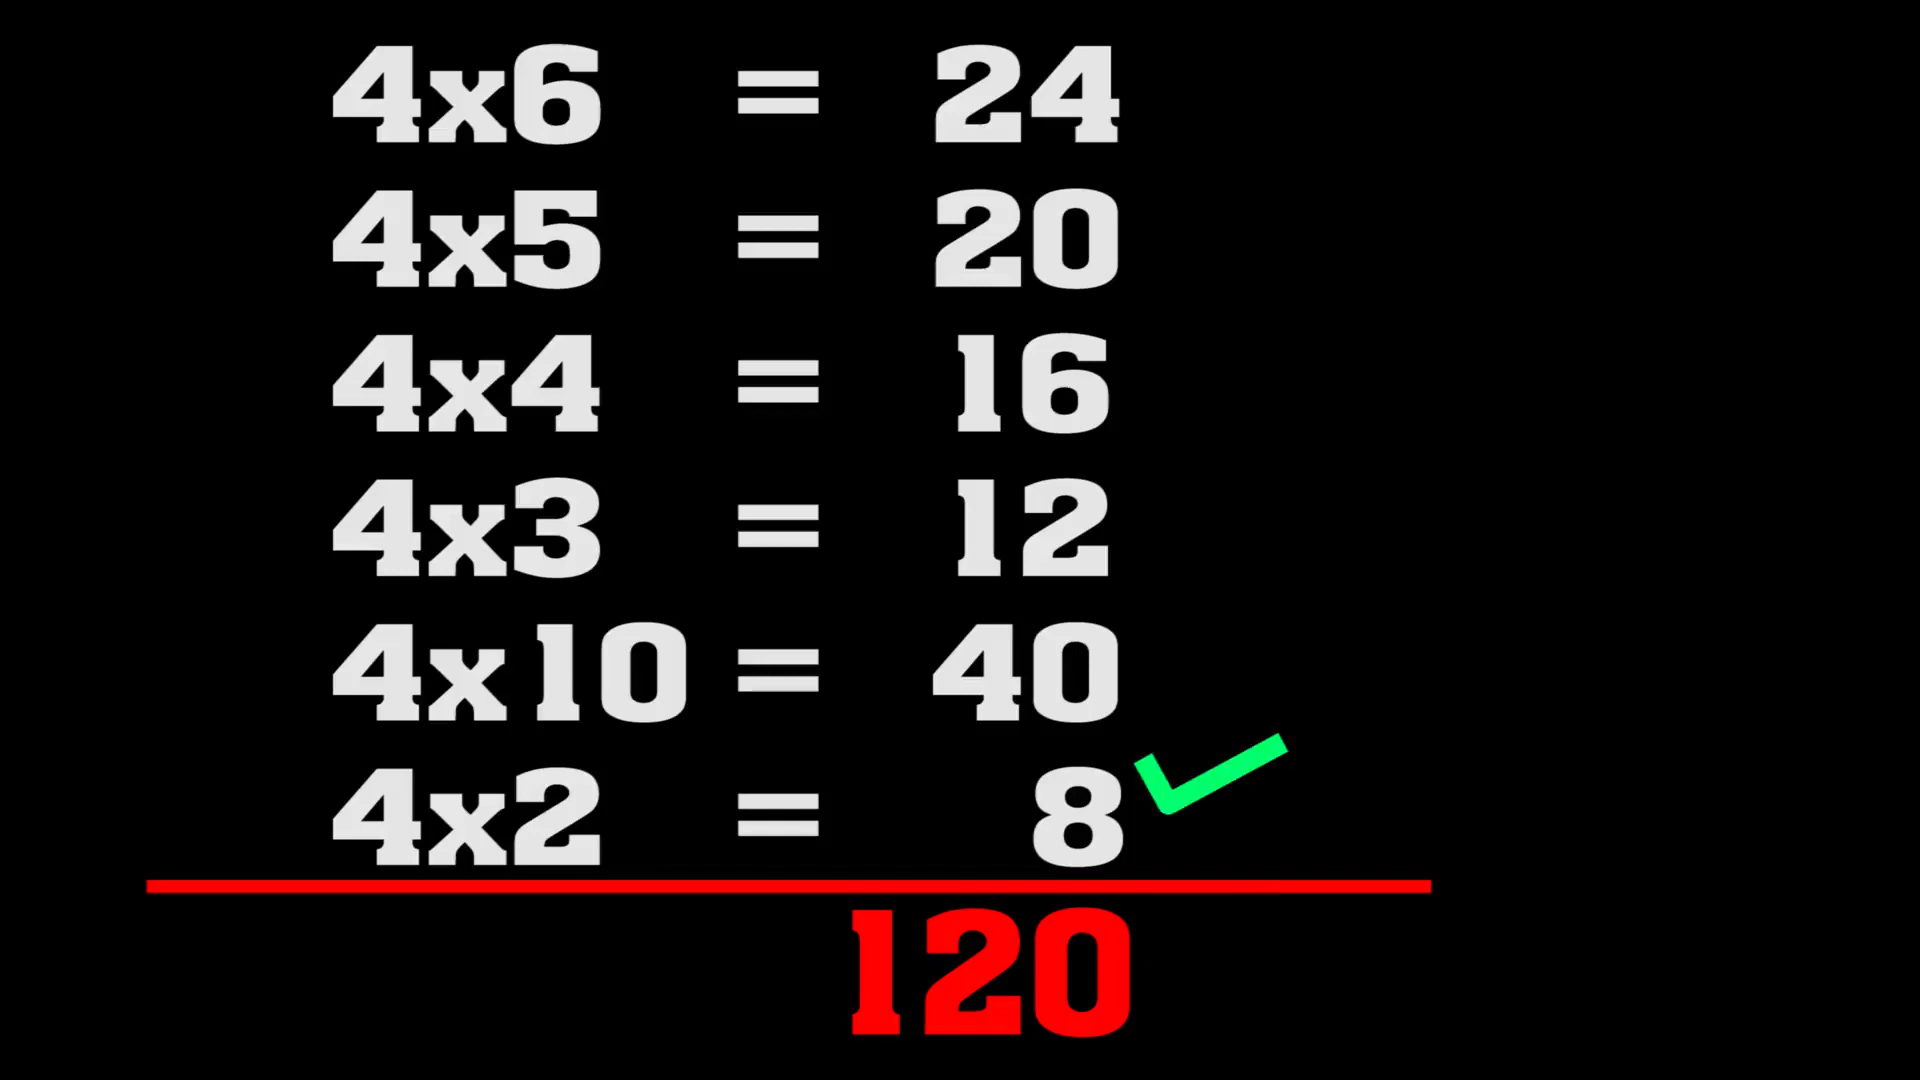 4x6 = 24
4x5 = 20
4x4 = 16
4x3 = 12
4x10 = 40
4x2 = 8
120